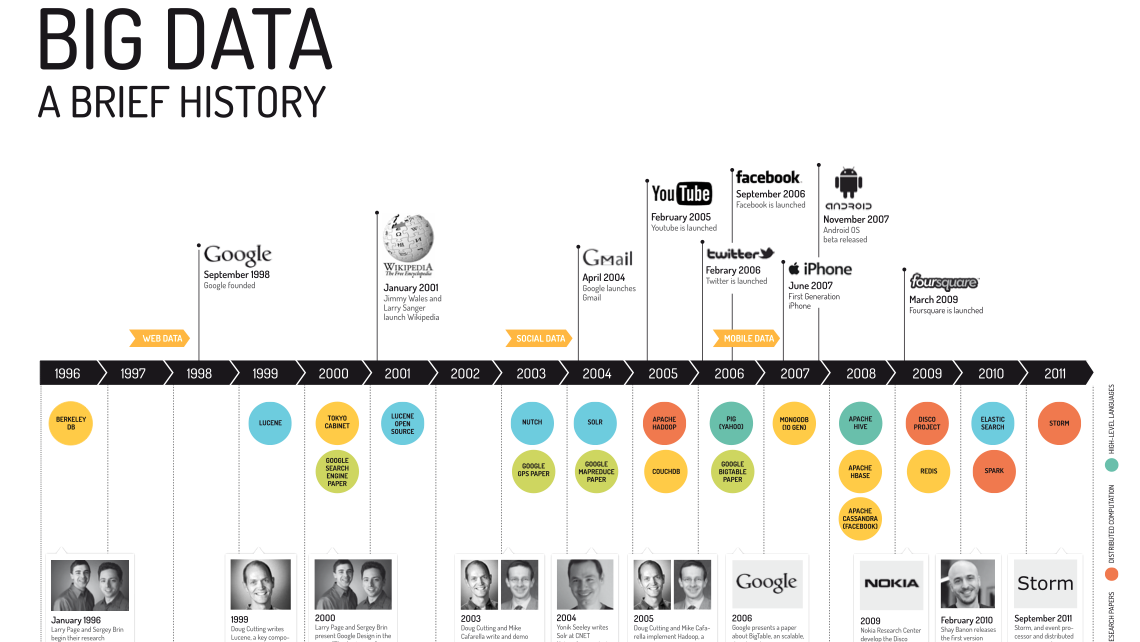 BIG DATA
A BRIEF HISTORY
Google
September 1998
Google founded
WIKIPEDIA
The Free Encyclopedia
January 2001
Jimmy Wales and
Larry Sanger
launch Wikipedia
Gmail
April 2004
Google launches
Gmail
YouTube
February 2005
Youtube is launched
facebook
September 2006
Facebook is launched
twitter
Febrary 2006
Twitter is launched
ANDROID
November 2007
Android OS
beta released
iPhone
June 2007
First Generation
iPhone
foursquare
March 2009
Foursquare is launched
WEB DATA
SOCIAL DATA
MOBILE DATA
1996 1997 1998 1999 2000 2001 2002 2003 2004 2005 2006 2007 2008 2009 2010 2011
BERKELEY
DB
LUCENE
TOKYO
CABINET
GOOGLE
SEARCH
ENGINE
PAPER
LUCENE
OPEN
SOURCE
NUTCH
GOOGLE
GPS PAPER
SOLR
GOOGLE
MAPREDUCE
PAPER
APACHE
HADOOP
COUCHDB
PIG
(YAHOO)
GOOGLE
BIGTABLE
PAPER
MONGODB
(10 GEN)
APACHE
HIVE
APACHE
HBASE
APACHE
CASSANDRA
(FACEBOOK)
DISCO
PROJECT
REDIS
ELASTIC
SEARCH
SPARK
STORM
January 1996
Larry Page and Sergey Brin
begin their research
1999
Doug Cutting writes
Lucene, a key compo-
2000
Larry Page and Sergey Brin
present Google Design in the
2003
Doug Cutting and Mike
Cafarella write and demo
2004
Yonik Seeley writes
Solr at CNET
2005
Doug Cutting and Mike Cafa-
rella implement Hadoop, a
Google
2006
Google presents a paper
about BigTable, an scalable,
NOKIA
2009
Nokia Research Center
develop the Disco
February 2010
Shay Banon releases
the first version
Storm
September 2011
Storm, and event pro-
cessor and distributed
HIGH-LEVEL LANGUAGES
DISTRIBUTED COMPUTATION
ESEARCH PAPERS